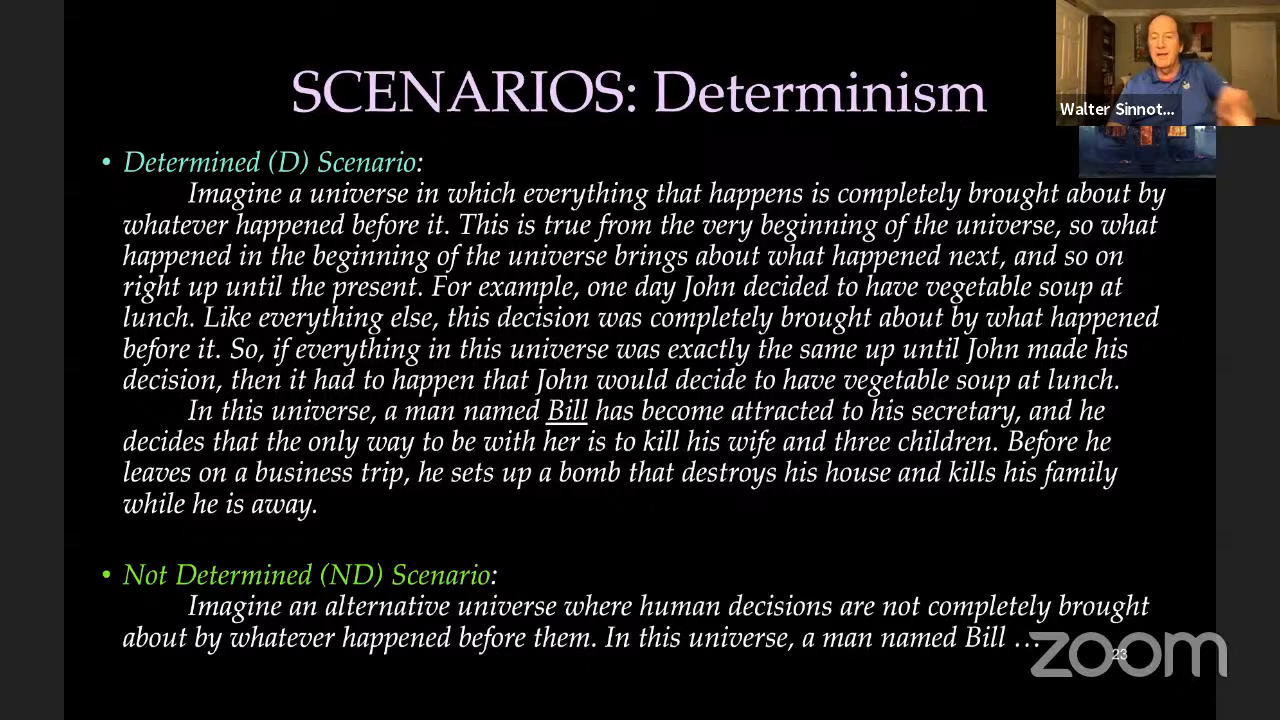 SCENARIOS: Determinism
Walter Sinnot...
• Determined (D) Scenario:
Imagine a universe in which everything that happens is completely brought about by
whatever happened before it. This is true from the very beginning of the universe, so what
happened in the beginning of the universe brings about what happened next, and so on
right up until the present. For example, one day John decided to have vegetable soup at
lunch. Like everything else, this decision was completely brought about by what happened
before it. So, if everything in this universe was exactly the same up until John made his
decision, then it had to happen that John would decide to have vegetable soup at lunch.
In this universe, a man named Bill has become attracted to his secretary, and he
decides that the only way to be with her is to kill his wife and three children. Before he
leaves on a business trip, he sets up a bomb that destroys his house and kills his family
while he is away.
• Not Determined (ND) Scenario:
Imagine an alternative universe where human decisions are not completely brought
about by whatever happened before them. In this universe, a man named Bill …
23
zoom